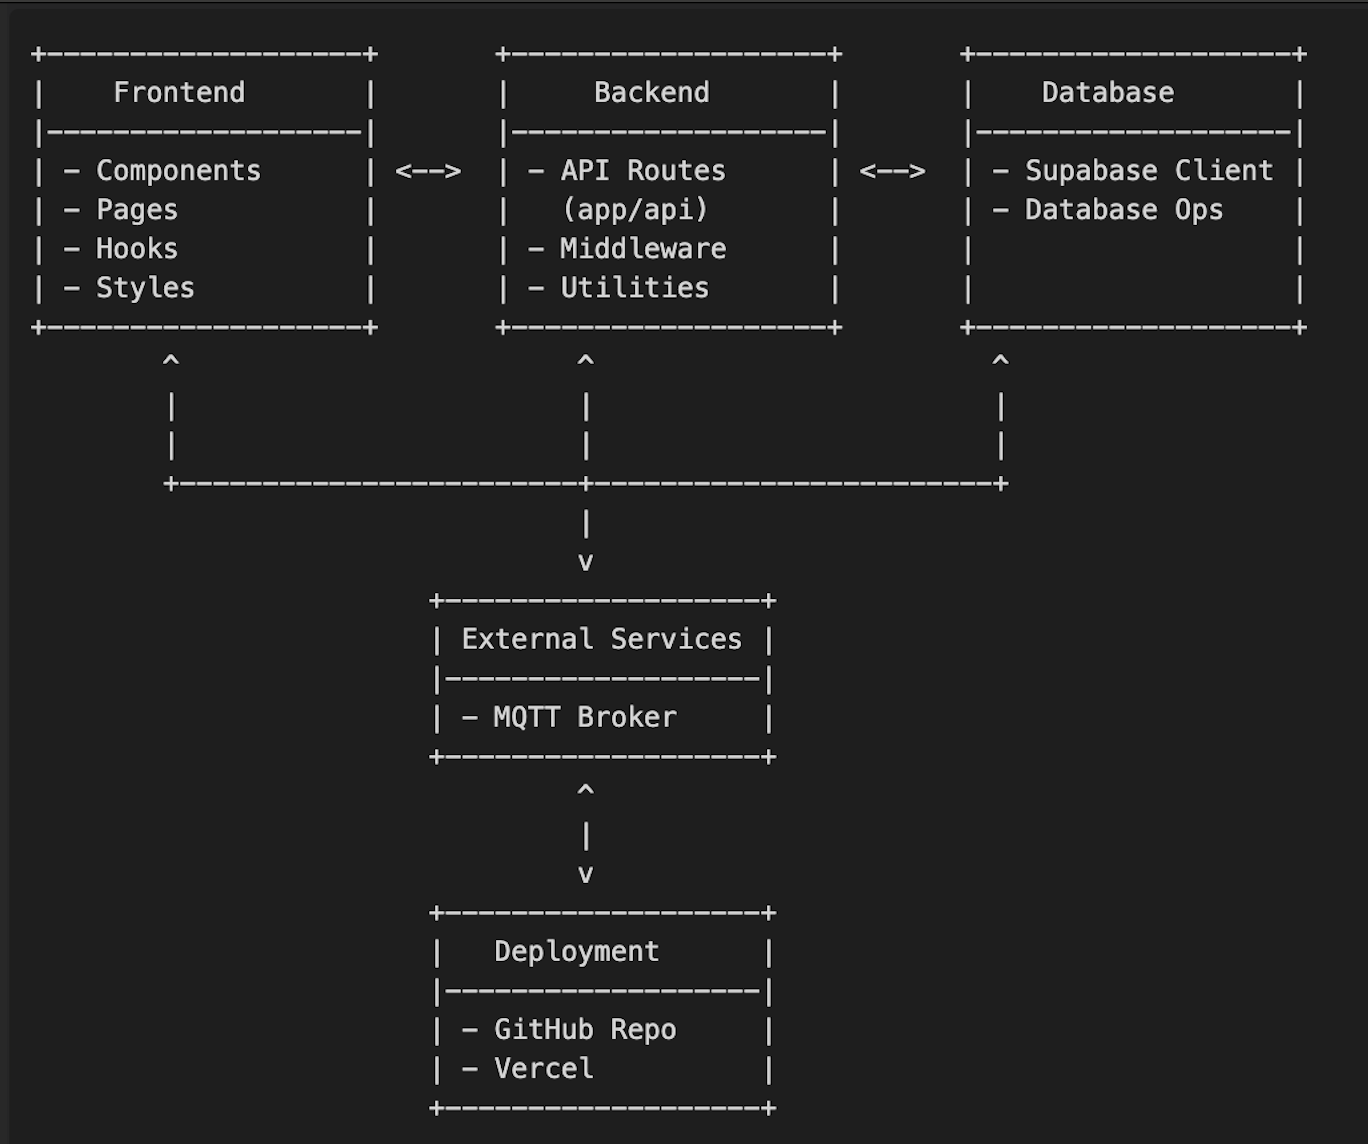 +-------------------+       +-------------------+       +-------------------+
|    Frontend       |       |     Backend       |       |    Database       |
|-------------------|       |-------------------|       |-------------------|
| - Components      | <--> | - API Routes      | <--> | - Supabase Client |
| - Pages           |       |   (app/api)       |       | - Database Ops    |
| - Hooks           |       | - Middleware      |       |                   |
| - Styles          |       | - Utilities       |       |                   |
+-------------------+       +-------------------+       +-------------------+
        ^                        ^                        ^
        |                        |                        |
        |                        |                        |
        +------------------------+------------------------+
                                 |
                                 v
                        +-------------------+
                        | External Services |
                        |-------------------|
                        | - MQTT Broker     |
                        +-------------------+
                                 ^
                                 |
                                 v
                        +-------------------+
                        |   Deployment      |
                        |-------------------|
                        | - GitHub Repo     |
                        | - Vercel          |
                        +-------------------+